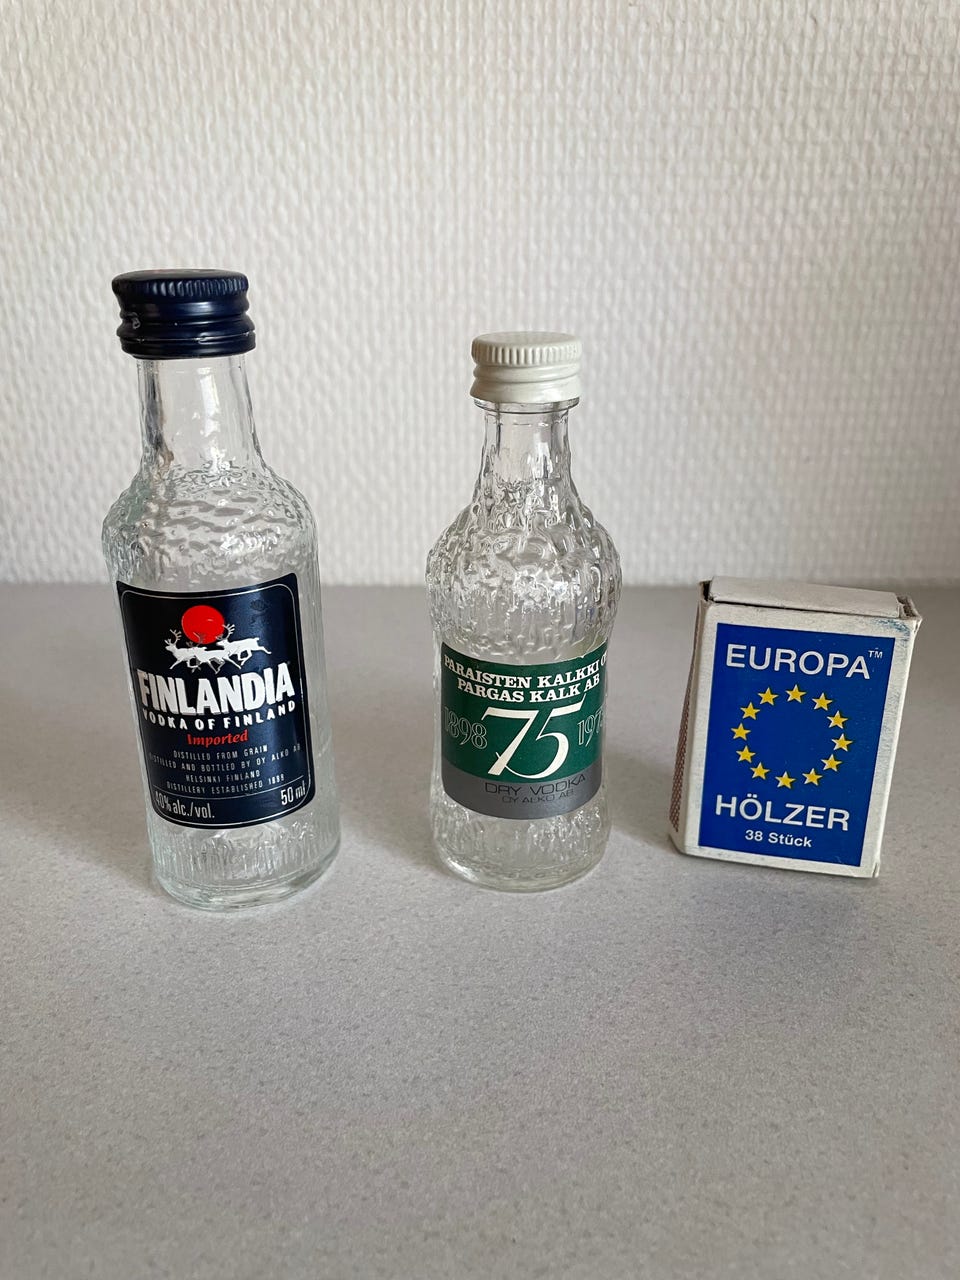 FINLANDIA
VODKA OF FINLAND
Imported
DISTILLED FROM GRAIN
DISTILLED AND BOTTLED BY OY ALKO AB
HELSINKI FINLAND
DISTILLERY ESTABLISHED 1888
40% alc./vol. 50 ml
PARAISTEN KALKKI O
PARGAS KALK AB
1898 75 197
DRY VODKA
OY ALKO AB
EUROPA™
HÖLZER
38 Stück